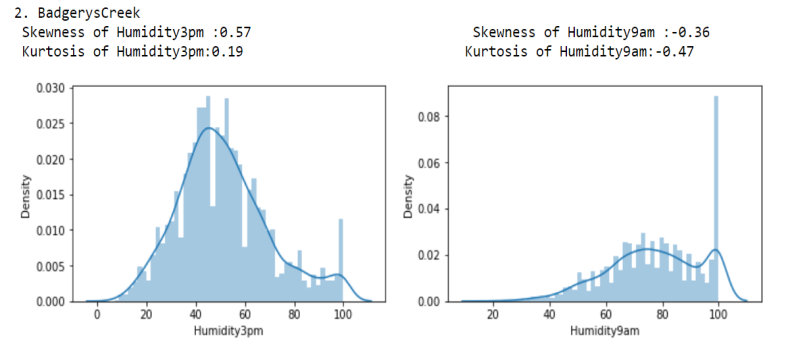 2. BadgerysCreek
Skewness of Humidity3pm :0.57
Kurtosis of Humidity3pm:0.19
Skewness of Humidity9am :-0.36
Kurtosis of Humidity9am:-0.47
0.030
0.025
0.020
0.015
0.010
0.005
0.000
Density
0 20 40 60 80 100
Humidity3pm
0.08
0.06
0.04
0.02
0.00
Density
20 40 60 80 100
Humidity9am